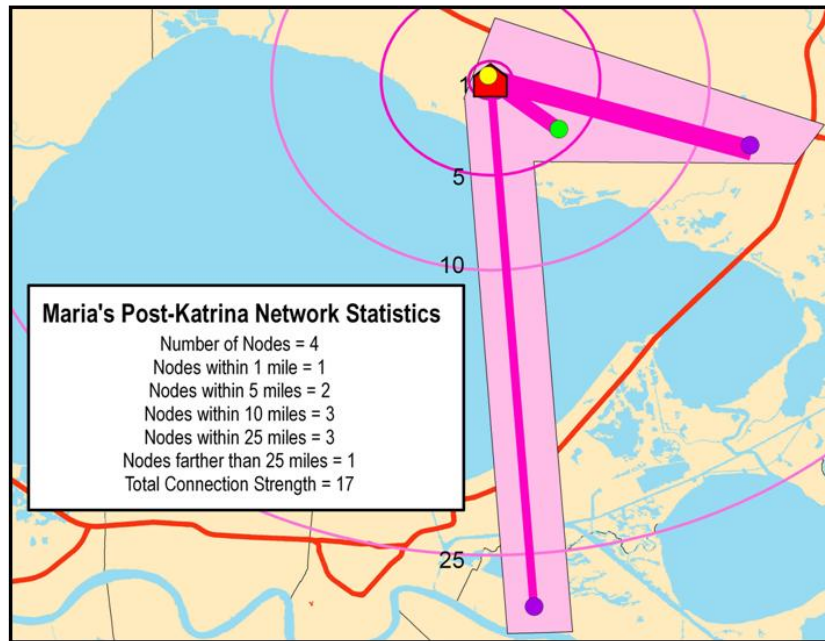 1
5
10
Maria's Post-Katrina Network Statistics
Number of Nodes = 4
Nodes within 1 mile = 1
Nodes within 5 miles = 2
Nodes within 10 miles = 3
Nodes within 25 miles = 3
Nodes farther than 25 miles = 1
Total Connection Strength = 17
25